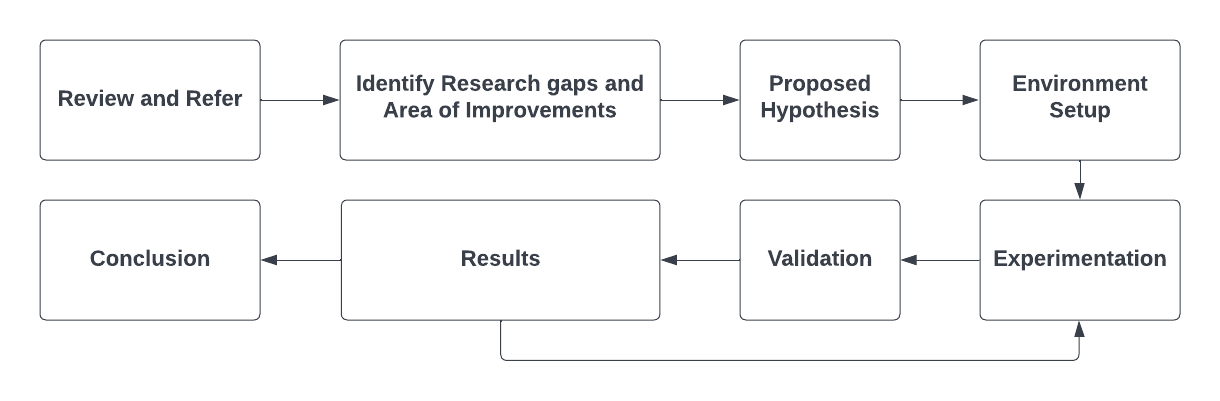 Review and Refer
Identify Research gaps and
Area of Improvements
Proposed
Hypothesis
Environment
Setup
Conclusion
Results
Validation
Experimentation